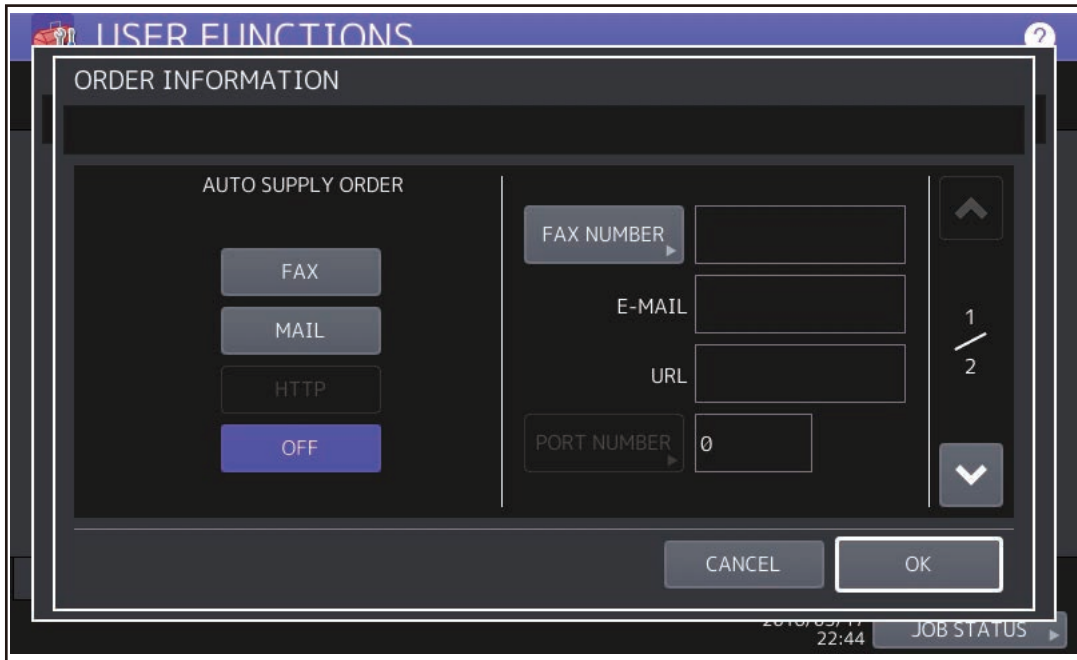 USER FUNCTIONS
?
ORDER INFORMATION
AUTO SUPPLY ORDER
FAX
MAIL
HTTP
OFF
FAX NUMBER
E-MAIL
URL
PORT NUMBER
0
1
2
CANCEL
OK
22:44
JOB STATUS